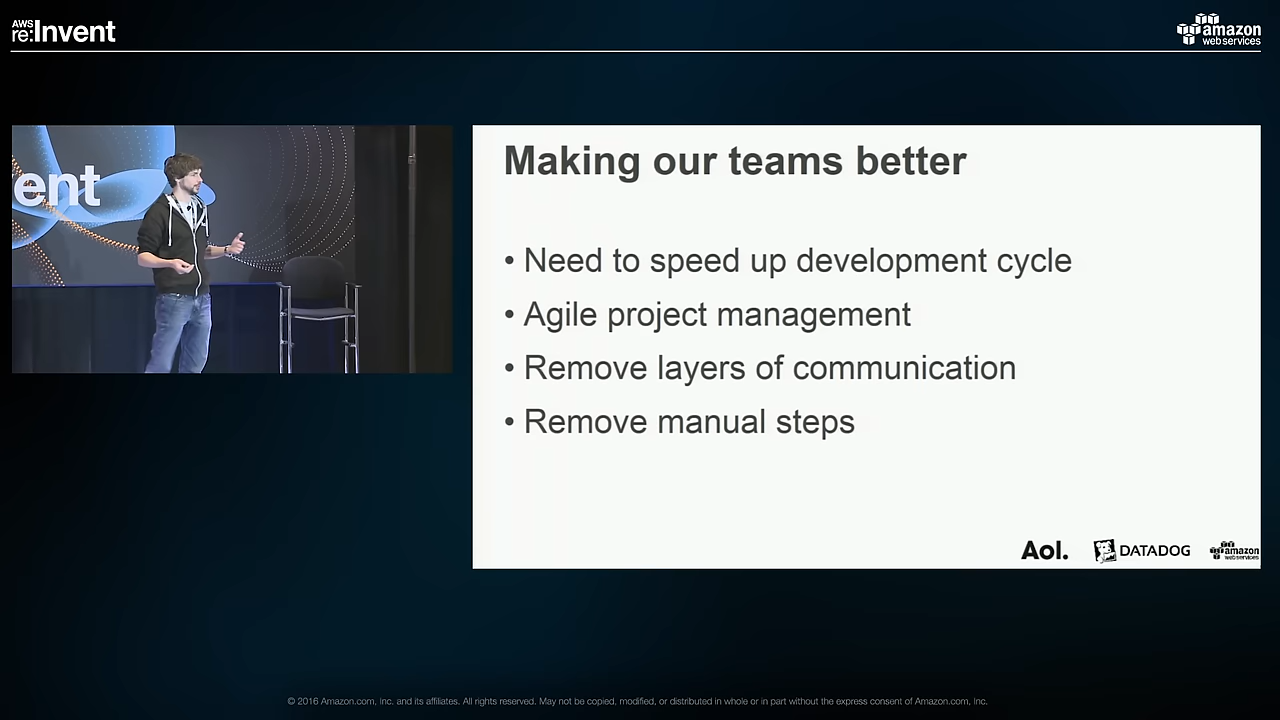 AWS
re:Invent
amazon
web services
ent
Making our teams better
• Need to speed up development cycle
• Agile project management
• Remove layers of communication
• Remove manual steps
Aol.
DATADOG
amazon
web services
© 2016 Amazon.com, Inc. and its affiliates. All rights reserved. May not be copied, modified, or distributed in whole or in part without the express consent of Amazon.com, Inc.